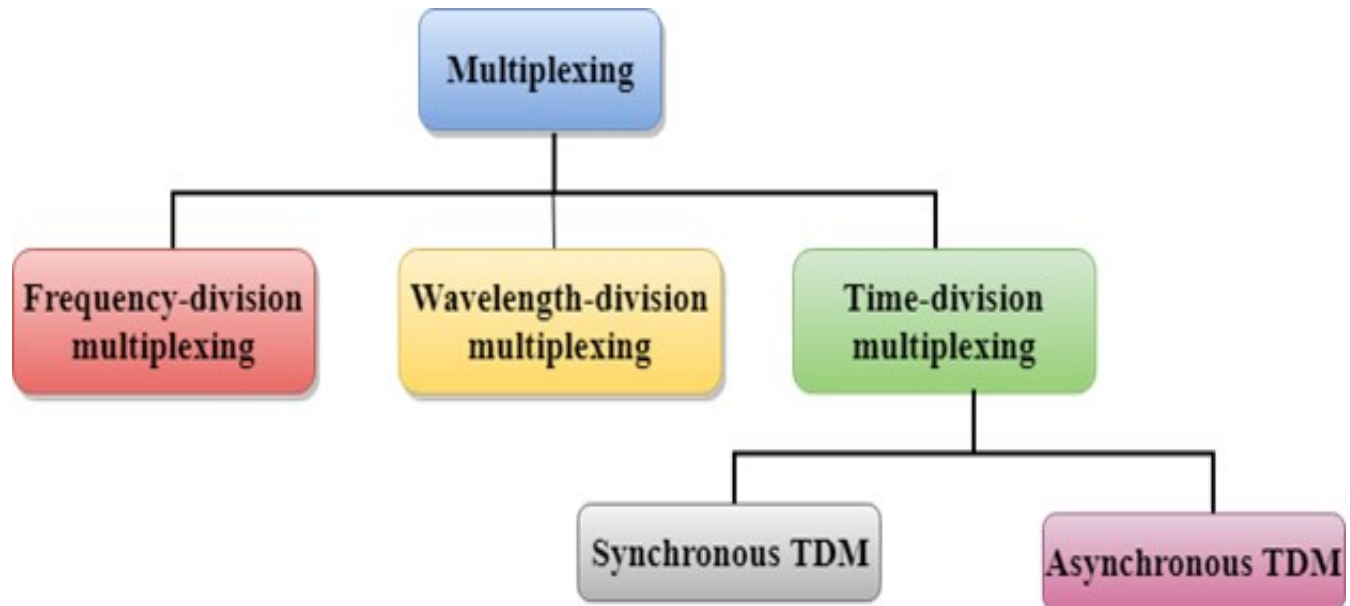 Multiplexing
Frequency-division
multiplexing
Wavelength-division
multiplexing
Time-division
multiplexing
Synchronous TDM
Asynchronous TDM